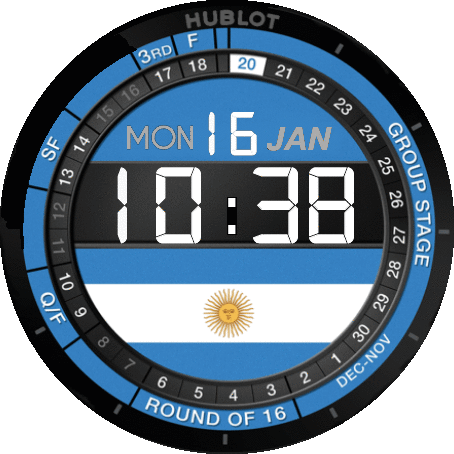 HUBLOT
3RD F
18 20 21 22 23 24 25 26 27 28 29 30 1 2 3 4 5 6 7 8 9 10 11 12 13 14 15 16 17
SF
GROUP STAGE
MON 16 JAN
10:38
Q/F
DEC-NOV
ROUND OF 16